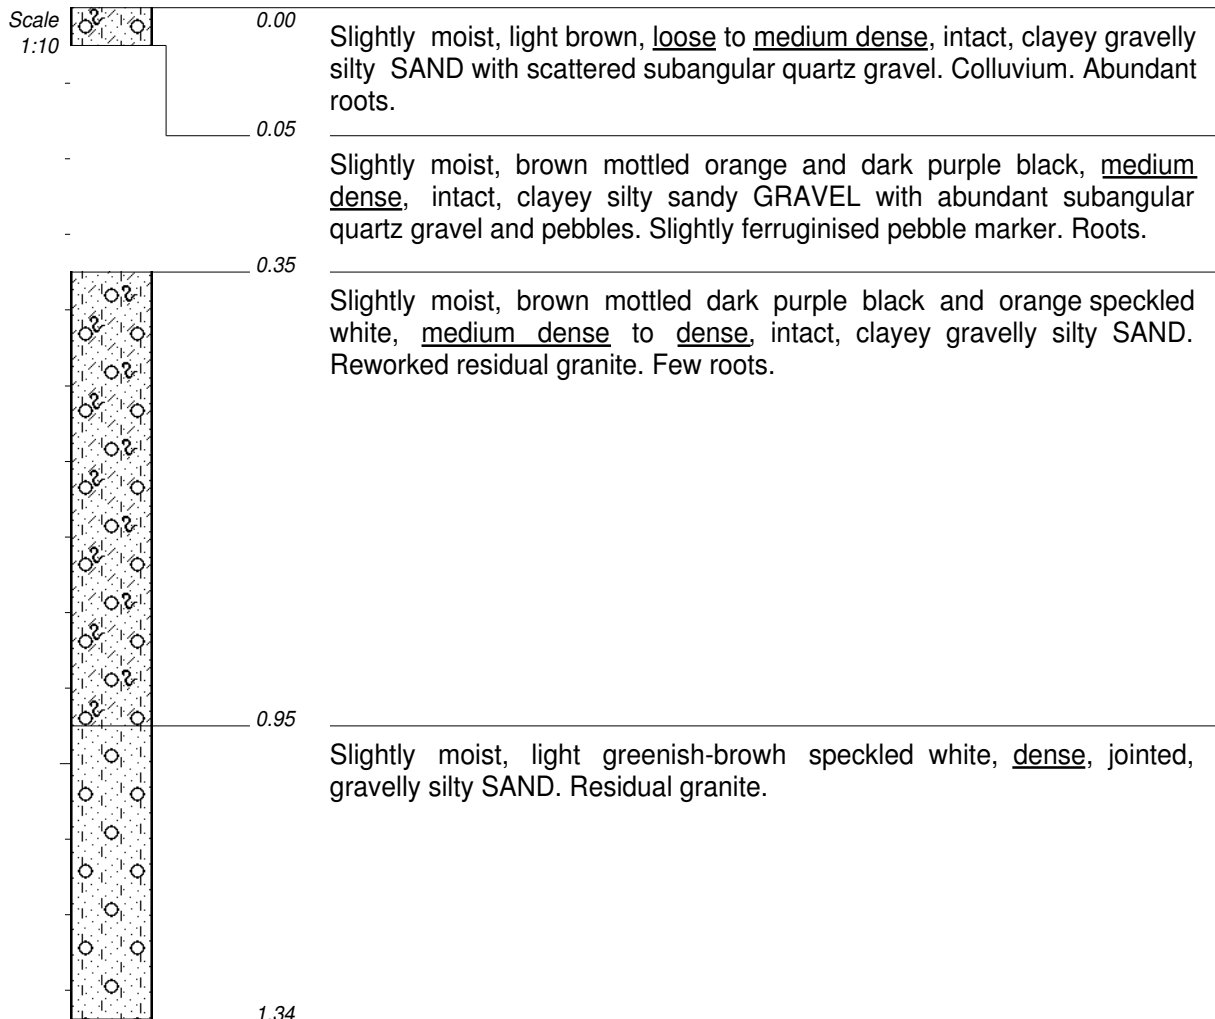 Scale
1:10
0.00
Slightly moist, light brown, loose to medium dense, intact, clayey gravelly
silty SAND with scattered subangular quartz gravel. Colluvium. Abundant
roots.
0.05
Slightly moist, brown mottled orange and dark purple black, medium
dense, intact, clayey silty sandy GRAVEL with abundant subangular
quartz gravel and pebbles. Slightly ferruginised pebble marker. Roots.
0.35
Slightly moist, brown mottled dark purple black and orange speckled
white, medium dense to dense, intact, clayey gravelly silty SAND.
Reworked residual granite. Few roots.
0.95
Slightly moist, light greenish-browh speckled white, dense, jointed,
gravelly silty SAND. Residual granite.
1.34